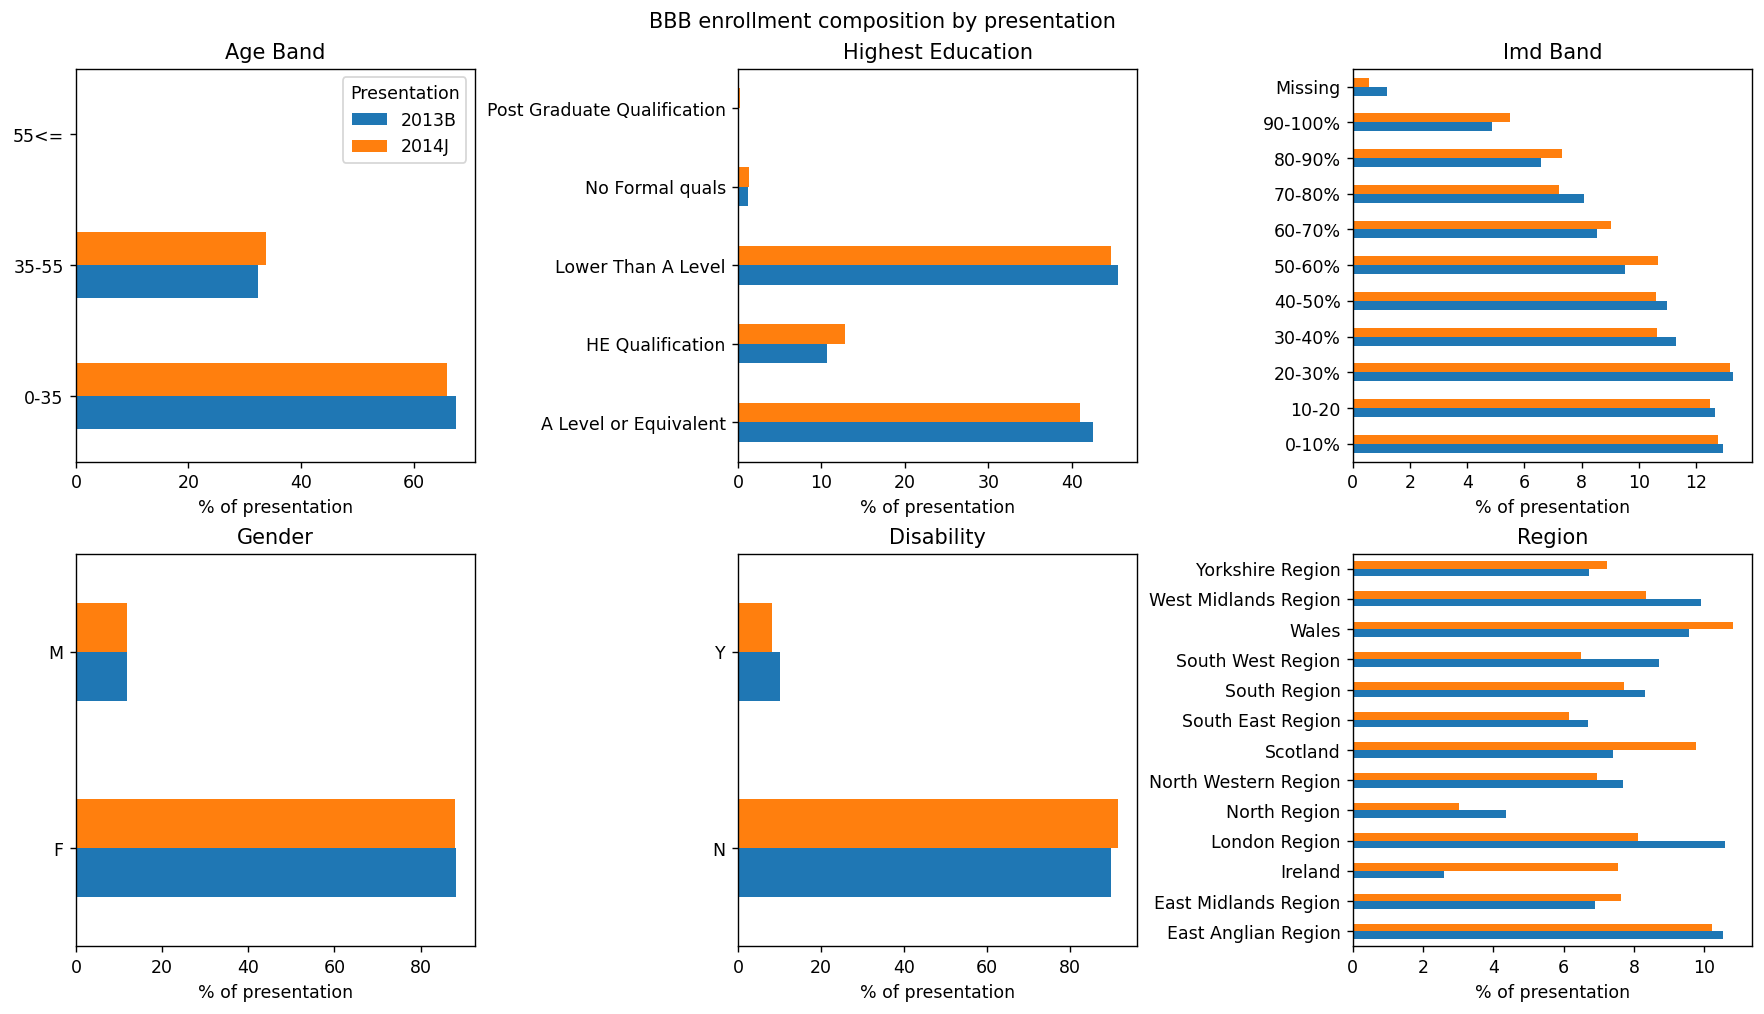 BBB enrollment composition by presentation
Age Band
Presentation
2013B
2014J
55<=
35-55
0-35
0 20 40 60
% of presentation
Highest Education
Post Graduate Qualification
No Formal quals
Lower Than A Level
HE Qualification
A Level or Equivalent
0 10 20 30 40
% of presentation
Imd Band
Missing
90-100%
80-90%
70-80%
60-70%
50-60%
40-50%
30-40%
20-30%
10-20
0-10%
0 2 4 6 8 10 12
% of presentation
Gender
M
F
0 20 40 60 80
% of presentation
Disability
Y
N
0 20 40 60 80
% of presentation
Region
Yorkshire Region
West Midlands Region
Wales
South West Region
South Region
South East Region
Scotland
North Western Region
North Region
London Region
Ireland
East Midlands Region
East Anglian Region
0 2 4 6 8 10
% of presentation